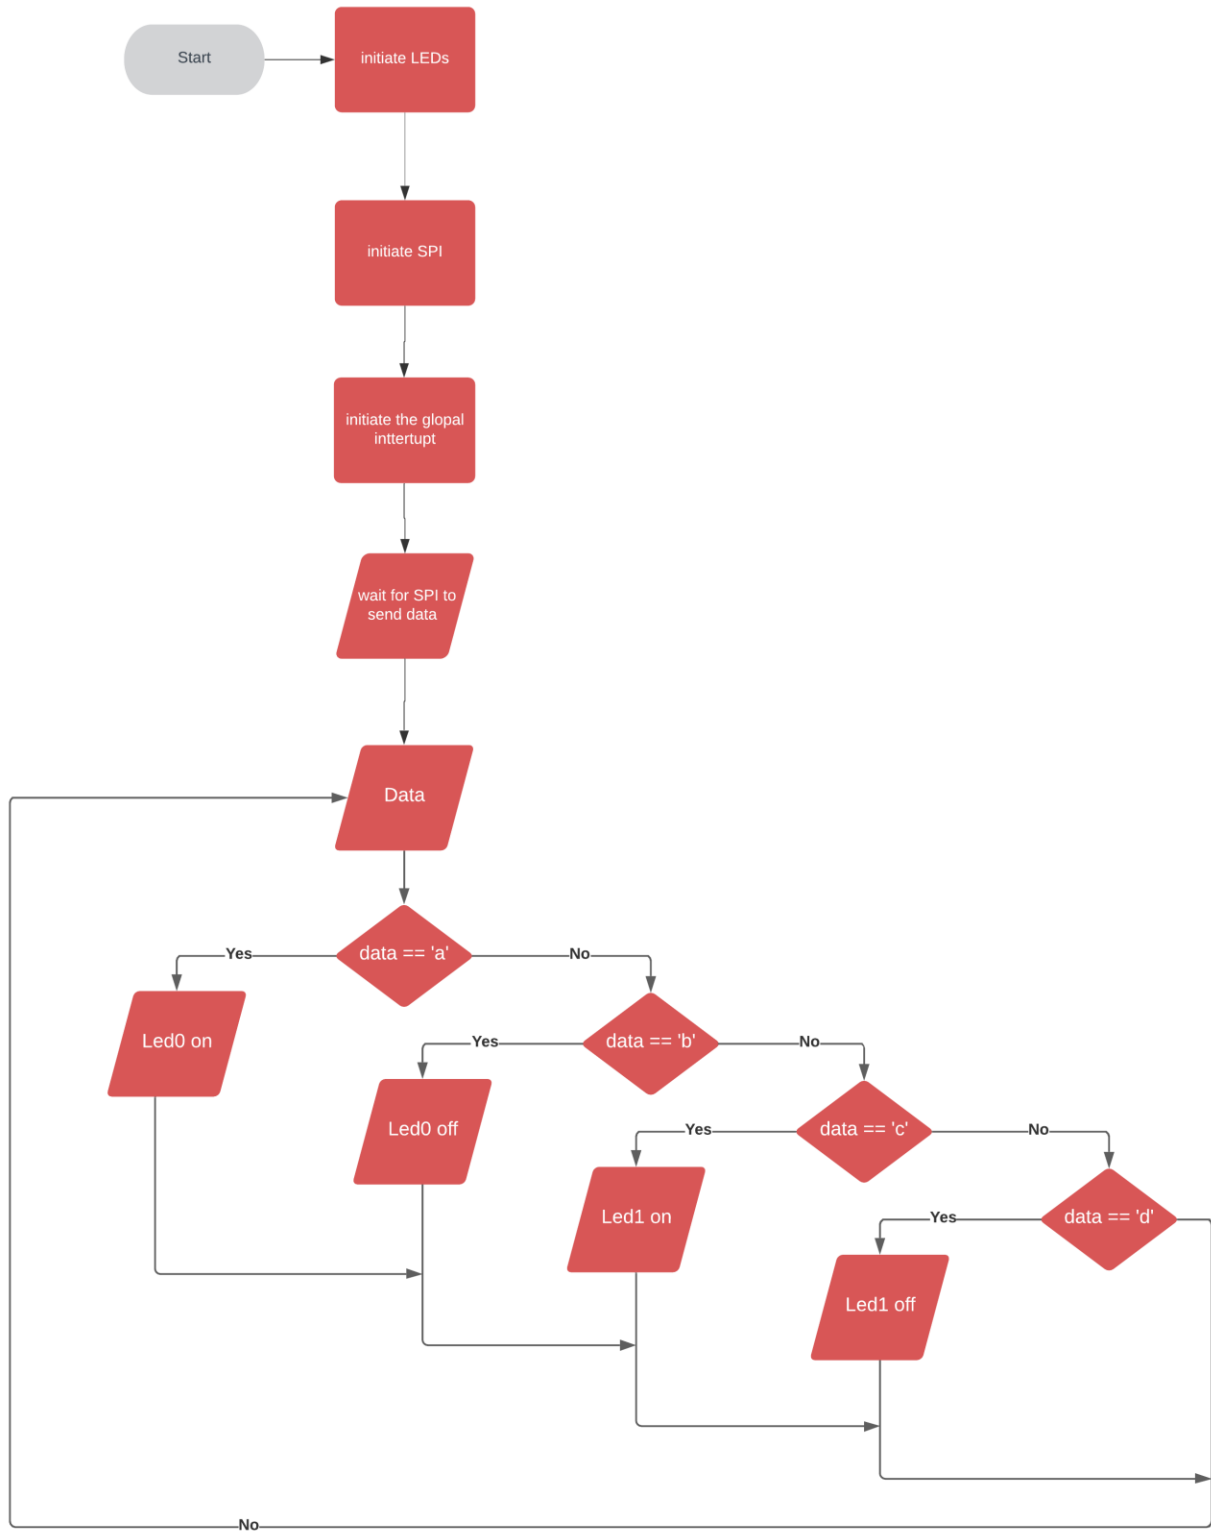 Start
initiate LEDs
initiate SPI
initiate the glopal
inttertupt
wait for SPI to
send data
Data
data == 'a'
Yes
No
Led0 on
data == 'b'
Yes
No
Led0 off
data == 'c'
Yes
No
Led1 on
data == 'd'
Yes
Led1 off
No